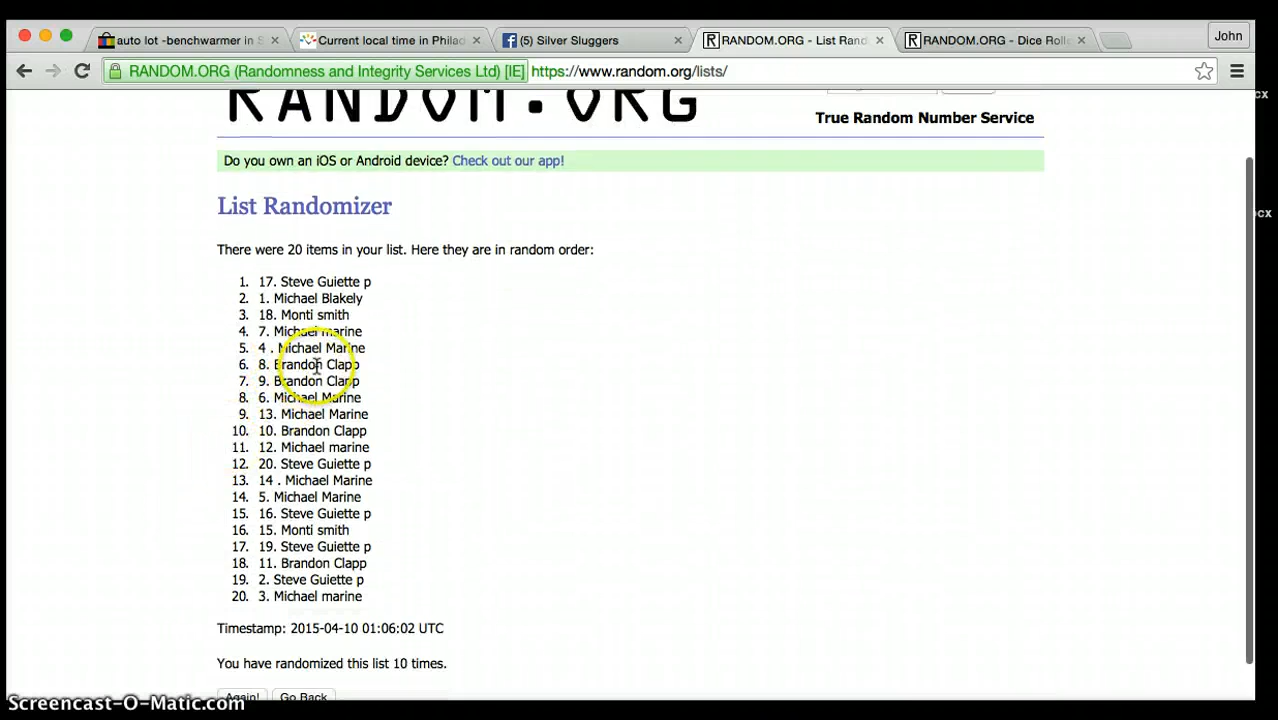 auto lot -benchwarmer in S
Current local time in Philad
(5) Silver Sluggers
RANDOM.ORG - List Rand
RANDOM.ORG - Dice Rolle
John
RANDOM.ORG (Randomness and Integrity Services Ltd) [IE] https://www.random.org/lists/
RANDOM.ORG
True Random Number Service
Do you own an iOS or Android device? Check out our app!
List Randomizer
There were 20 items in your list. Here they are in random order:
1. 17. Steve Guiette p
2. 1. Michael Blakely
3. 18. Monti smith
4. 7. Michael marine
5. 4 . Michael Marine
6. 8. Brandon Clapp
7. 9. Brandon Clapp
8. 6. Michael Marine
9. 13. Michael Marine
10. 10. Brandon Clapp
11. 12. Michael marine
12. 20. Steve Guiette p
13. 14 . Michael Marine
14. 5. Michael Marine
15. 16. Steve Guiette p
16. 15. Monti smith
17. 19. Steve Guiette p
18. 11. Brandon Clapp
19. 2. Steve Guiette p
20. 3. Michael marine
Timestamp: 2015-04-10 01:06:02 UTC
You have randomized this list 10 times.
Again! Go Back
Screencast-O-Matic.com